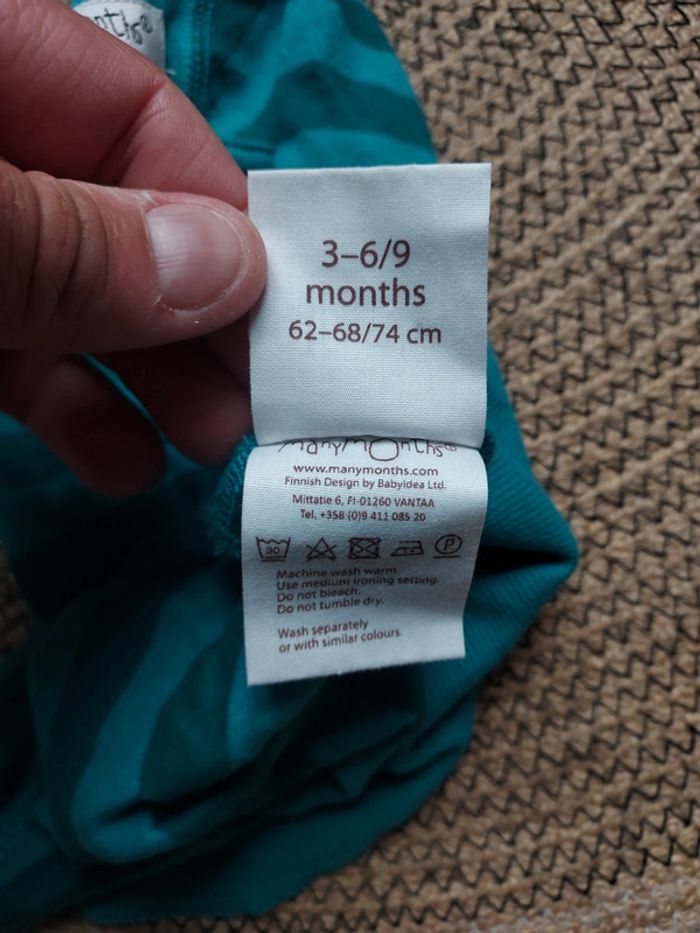 nths®
3–6/9
months
62–68/74 cm
manymonths®
www.manymonths.com
Finnish Design by Babyidea Ltd.
Mittatie 6, FI-01260 VANTAA
Tel. +358 (0)9 411 085 20
30
P
Machine wash warm.
Use medium ironing setting.
Do not bleach.
Do not tumble dry.
Wash separately
or with similar colours.